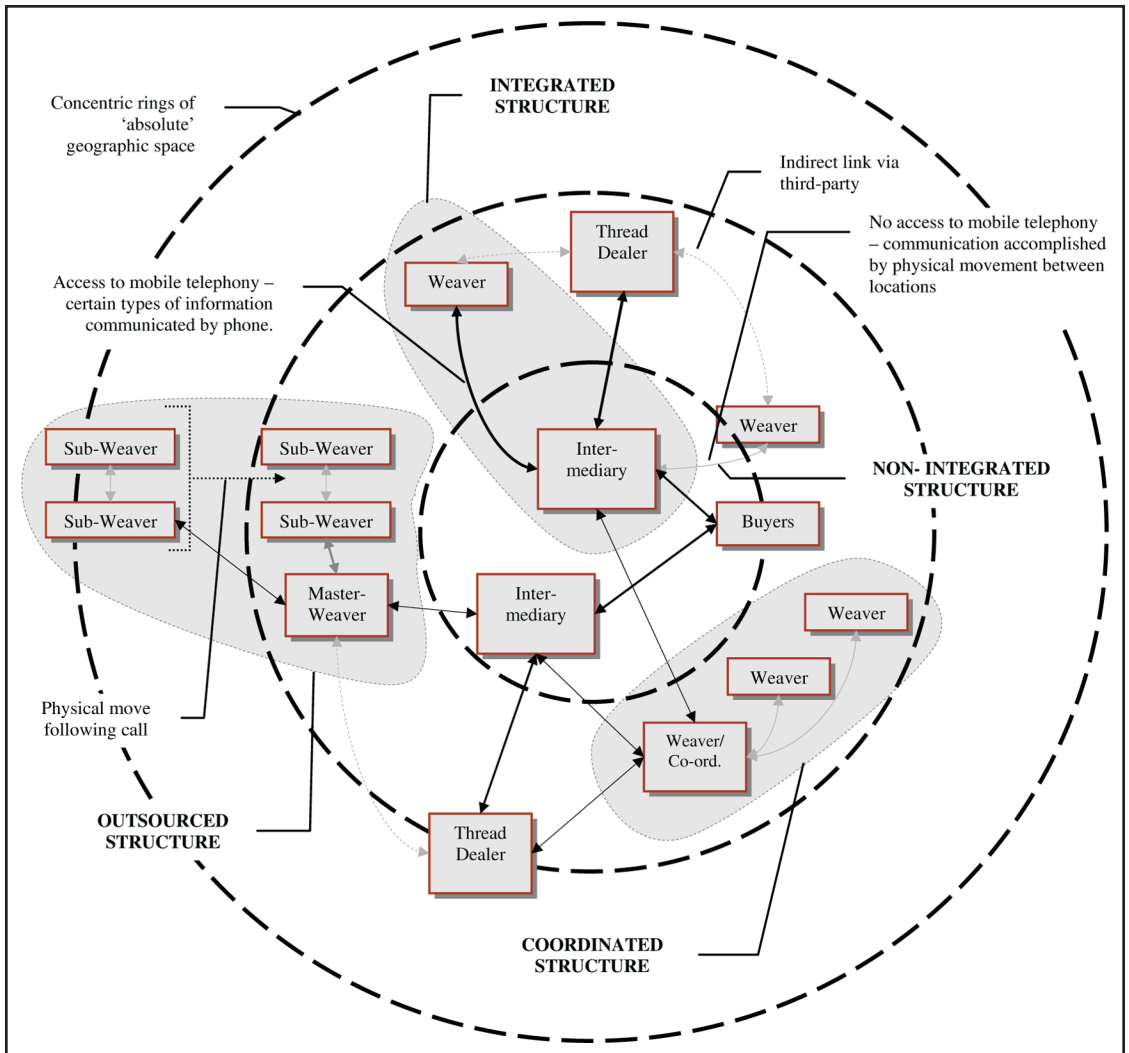 INTEGRATED
STRUCTURE
Concentric rings of
‘absolute’
geographic space
Indirect link via
third-party
No access to mobile telephony
– communication accomplished
by physical movement between
locations
Thread
Dealer
Weaver
Access to mobile telephony –
certain types of information
communicated by phone.
Weaver
Sub-Weaver
Sub-Weaver
Inter-
mediary
NON- INTEGRATED
STRUCTURE
Sub-Weaver
Sub-Weaver
Buyers
Master-
Weaver
Inter-
mediary
Weaver
Weaver
Physical move
following call
Weaver/
Co-ord.
OUTSOURCED
STRUCTURE
Thread
Dealer
COORDINATED
STRUCTURE